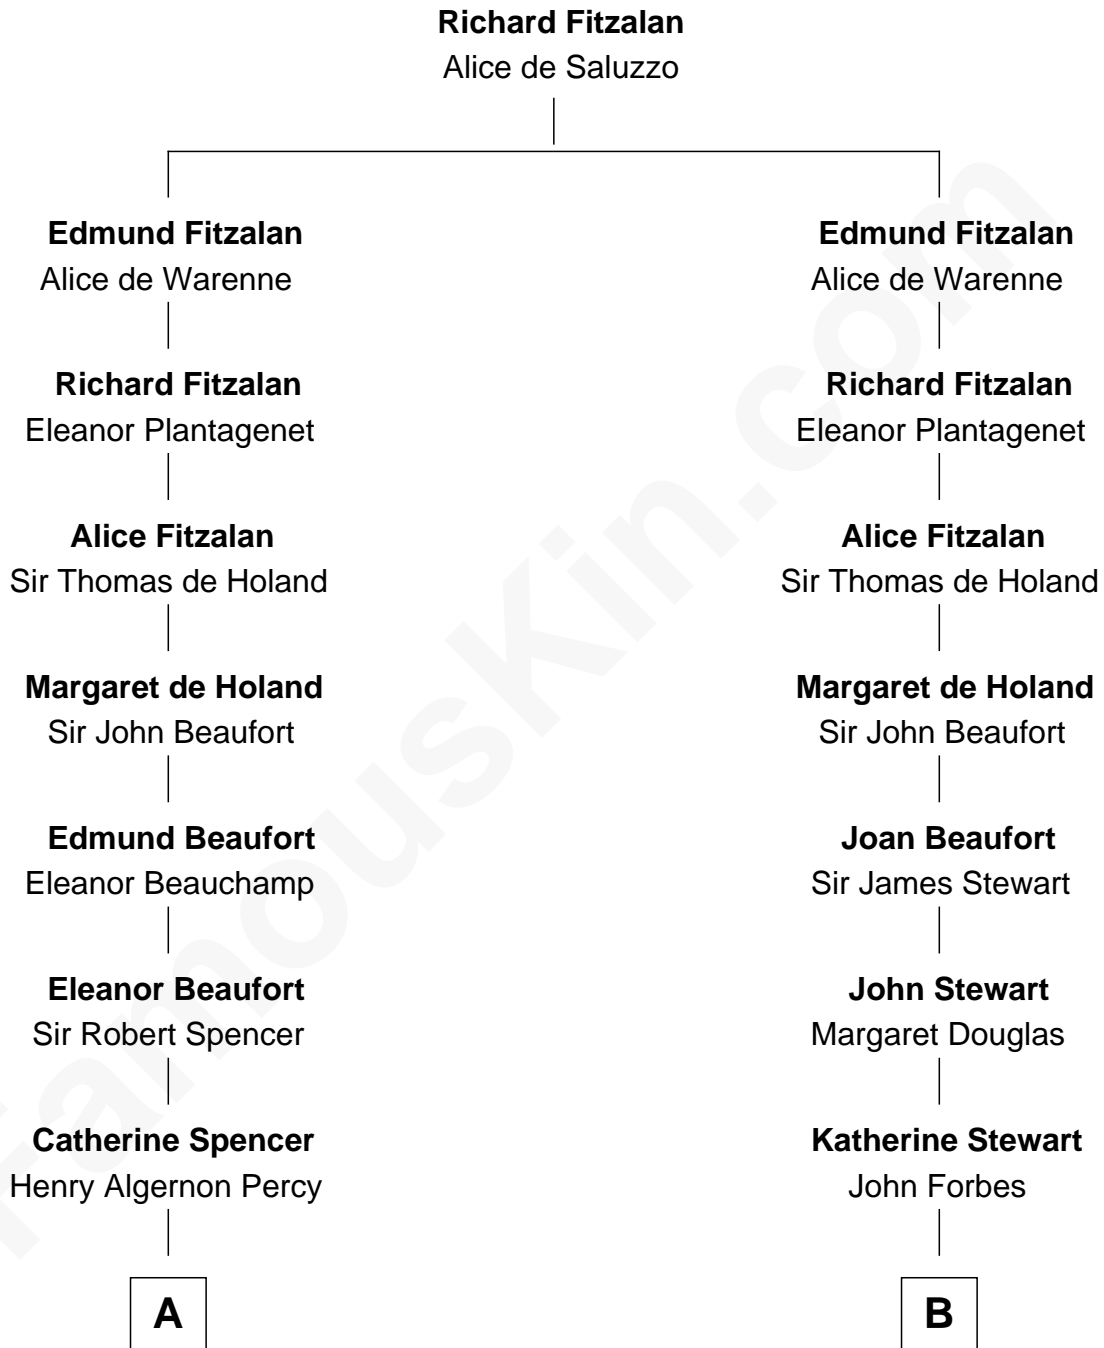 Richard Fitzalan
Alice de Saluzzo
Edmund Fitzalan
Alice de Warenne
Richard Fitzalan
Eleanor Plantagenet
Alice Fitzalan
Sir Thomas de Holand
Margaret de Holand
Sir John Beaufort
Edmund Beaufort
Eleanor Beauchamp
Eleanor Beaufort
Sir Robert Spencer
Catherine Spencer
Henry Algernon Percy
A
Edmund Fitzalan
Alice de Warenne
Richard Fitzalan
Eleanor Plantagenet
Alice Fitzalan
Sir Thomas de Holand
Margaret de Holand
Sir John Beaufort
Joan Beaufort
Sir James Stewart
John Stewart
Margaret Douglas
Katherine Stewart
John Forbes
B
FamousKin.com